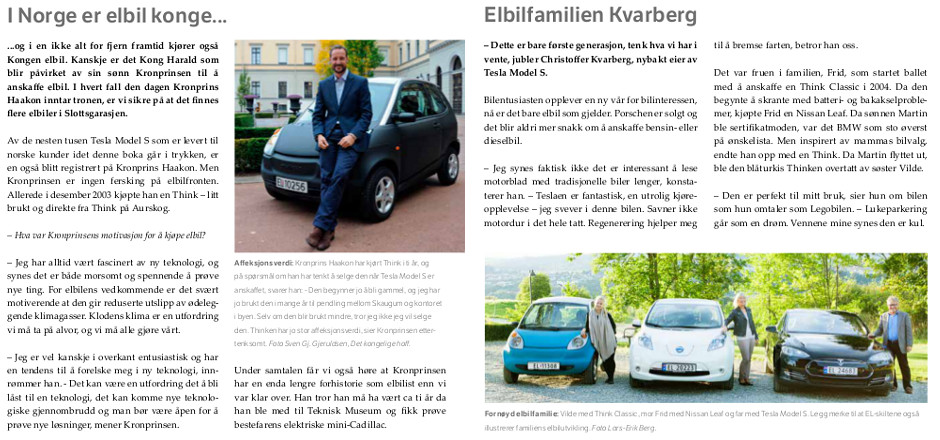 I Norge er elbil konge...
...og i en ikke alt for fjern framtid kjører også
Kongen elbil. Kanskje er det Kong Harald som
blir påvirket av sin sønn Kronprinsen til å
anskaffe elbil. I hvert fall den dagen Kronprins
Haakon inntar tronen, er vi sikre på at det finnes
flere elbiler i Slottsgarasjen.
Av de nesten tusen Tesla Model S som er levert til
norske kunder idet denne boka går i trykken, er
en også blitt registrert på Kronprins Haakon. Men
Kronprinsen er ingen fersking på elbilfronten.
Allerede i desember 2003 kjøpte han en Think – litt
brukt og direkte fra Think på Aurskog.
– Hva var Kronprinsens motivasjon for å kjøpe elbil?
– Jeg har alltid vært fascinert av ny teknologi, og
synes det er både morsomt og spennende å prøve
nye ting. For elbilens vedkommende er det svært
motiverende at den gir reduserte utslipp av ødeleg-
gende klimagasser. Klodens klima er en utfordring
vi må ta på alvor, og vi må alle gjøre vårt.
– Jeg er vel kanskje i overkant entusiastisk og har
en tendens til å forelske meg i ny teknologi, inn-
rømmer han. - Det kan være en utfordring det å bli
låst til en teknologi, det kan komme nye teknolo-
giske gjennombrudd og man bør være åpen for å
prøve nye løsninger, mener Kronprinsen.
EL 10256
Affeksjonsverdi: Kronprins Haakon har kjørt Think i ti år, og
på spørsmål om han har tenkt å selge den når Tesla Model S er
anskaffet, svarer han: - Den begynner jo å bli gammel, og jeg har
jo brukt den i mange år til pendling mellom Skaugum og kontoret
i byen. Selv om den blir brukt mindre, tror jeg ikke jeg vil selge
den. Thinken har jo stor affeksjonsverdi, sier Kronprinsen etter-
tenksomt. Foto Sven Gj. Gjeruldsen, Det kongelige hoff.
Under samtalen får vi også høre at Kronprinsen
har en enda lengre forhistorie som elbilist enn vi
var klar over. Han tror han må ha vært ca ti år da
han ble med til Teknisk Museum og fikk prøve
bestefarens elektriske mini-Cadillac.
Elbilfamilien Kvarberg
– Dette er bare første generasjon, tenk hva vi har i
vente, jubler Christoffer Kvarberg, nybakt eier av
Tesla Model S.
Bilentusiasten opplever en ny vår for bilinteressen,
nå er det bare elbil som gjelder. Porschen er solgt og
det blir aldri mer snakk om å anskaffe bensin- eller
dieselbil.
– Jeg synes faktisk ikke det er interessant å lese
motorblad med tradisjonelle biler lenger, konsta-
terer han. – Teslaen er fantastisk, en utrolig kjøre-
opplevelse – jeg svever i denne bilen. Savner ikke
motordur i det hele tatt. Regenerering hjelper meg
til å bremse farten, betror han oss.
Det var fruen i familien, Frid, som startet ballet
med å anskaffe en Think Classic i 2004. Da den
begynte å skrante med batteri- og bakakselproble-
mer, kjøpte Frid en Nissan Leaf. Da sønnen Martin
ble sertifikatmoden, var det BMW som sto øverst
på ønskelista. Men inspirert av mammas bilvalg,
endte han opp med en Think. Da Martin flyttet ut,
ble den blåturkis Thinken overtatt av søster Vilde.
– Den er perfekt til mitt bruk, sier hun om bilen
som hun omtaler som Legobilen. – Lukeparkering
går som en drøm. Vennene mine synes den er kul.
EL 11308
EL 20223
EL 24683
Fornøyd elbilfamilie: Vilde med Think Classic, mor Frid med Nissan Leaf og far med Tesla Model S. Legg merke til at EL-skiltene også
illustrerer familiens elbilutvikling. Foto Lars-Erik Berg.